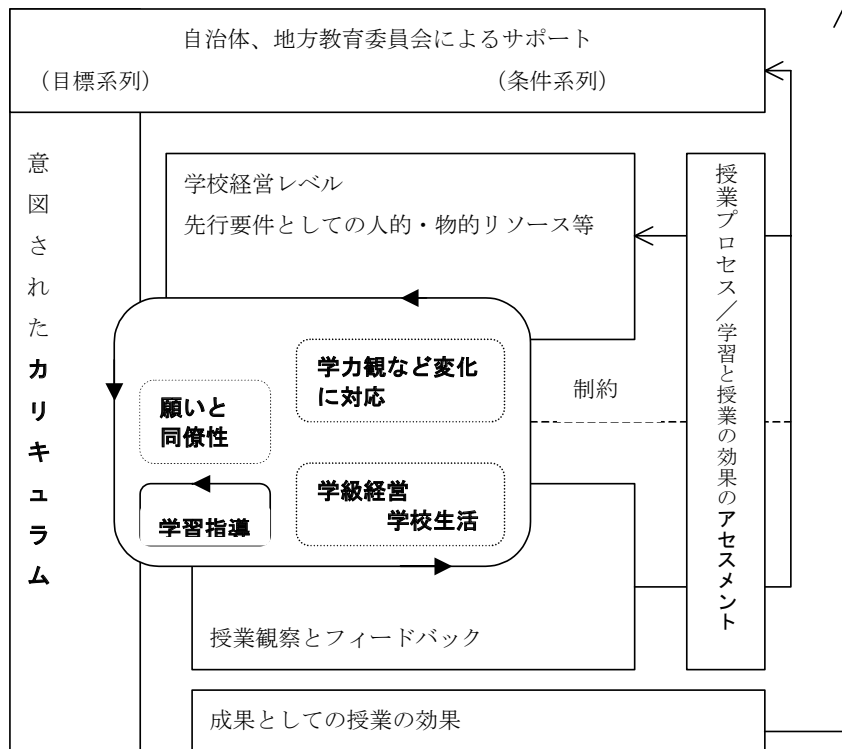 自治体、地方教育委員会によるサポート
（目標系列）
（条件系列）
意図されたカリキュラム
学校経営レベル
先行要件としての人的・物的リソース等
授業プロセス／学習と授業の効果のアセスメント
学力観など変化
に対応
願いと
同僚性
制約
学級経営
学校生活
学習指導
授業観察とフィードバック
成果としての授業の効果